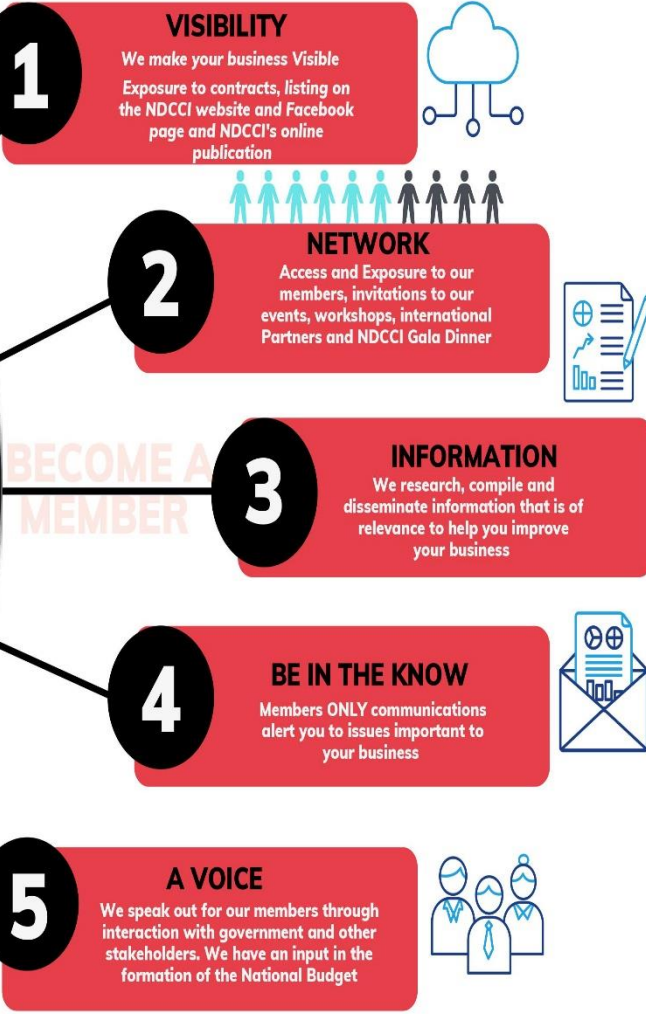 1
VISIBILITY
We make your business Visible
Exposure to contracts, listing on
the NDCCI website and Facebook
page and NDCCI's online
publication
2
NETWORK
Access and Exposure to our
members, invitations to our
events, workshops, international
Partners and NDCCI Gala Dinner
BECOME A
MEMBER
3
INFORMATION
We research, compile and
disseminate information that is of
relevance to help you improve
your business
4
BE IN THE KNOW
Members ONLY communications
alert you to issues important to
your business
5
A VOICE
We speak out for our members through
interaction with government and other
stakeholders. We have an input in the
formation of the National Budget